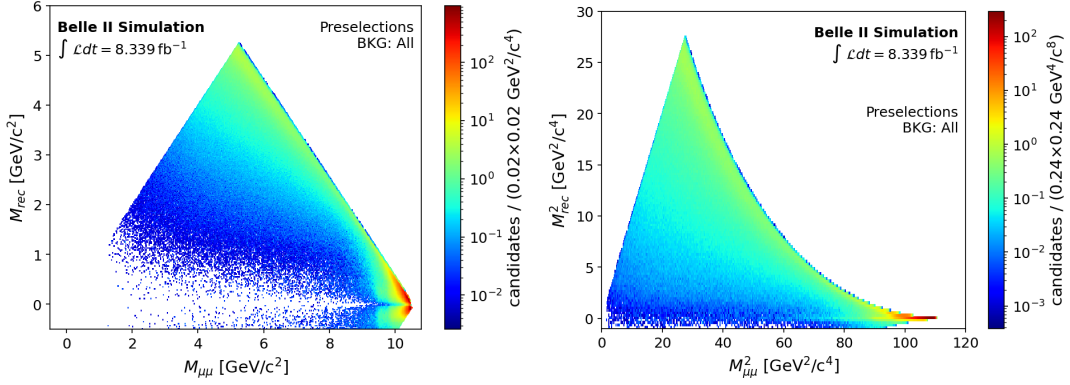 Belle II Simulation
∫ ℒdt = 8.339 fb⁻¹
Preselections
BKG: All
M_rec [GeV/c²]
6
5
4
3
2
1
0
0 2 4 6 8 10
M_μμ [GeV/c²]
10²
10¹
10⁰
10⁻¹
10⁻²
candidates / (0.02×0.02 GeV²/c⁴)
Belle II Simulation
∫ ℒdt = 8.339 fb⁻¹
Preselections
BKG: All
M²_rec [GeV²/c⁴]
30
25
20
15
10
5
0
0 20 40 60 80 100 120
M²_μμ [GeV²/c⁴]
10²
10¹
10⁰
10⁻¹
10⁻²
10⁻³
candidates / (0.24×0.24 GeV⁴/c⁸)